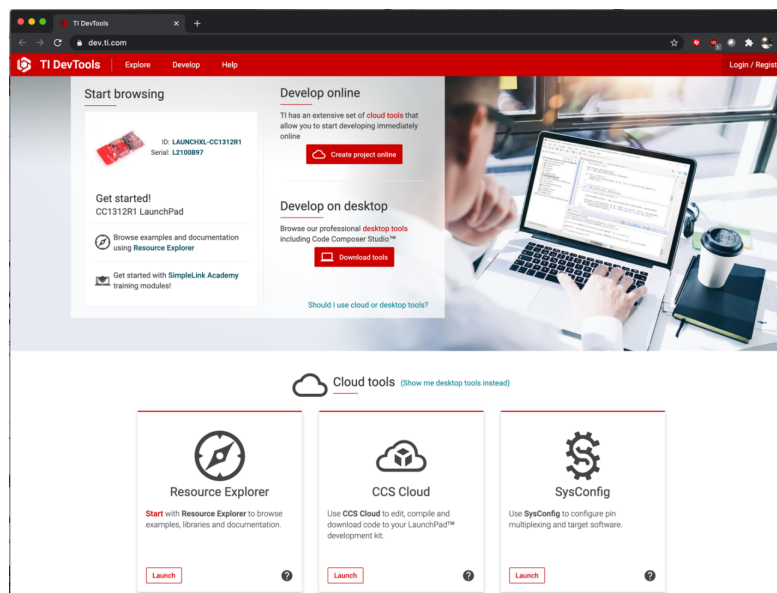 TI DevTools
dev.ti.com
TI DevTools
Explore
Develop
Help
Login / Regist
Start browsing
ID: LAUNCHXL-CC1312R1
Serial: L2100B97
Get started!
CC1312R1 LaunchPad
Browse examples and documentation
using Resource Explorer
Get started with SimpleLink Academy
training modules!
Develop online
TI has an extensive set of cloud tools that
allow you to start developing immediately
online
Create project online
Develop on desktop
Browse our professional desktop tools
including Code Composer Studio™
Download tools
Should I use cloud or desktop tools?
Cloud tools (Show me desktop tools instead)
Resource Explorer
Start with Resource Explorer to browse
examples, libraries and documentation.
Launch
CCS Cloud
Use CCS Cloud to edit, compile and
download code to your LaunchPad™
development kit.
Launch
SysConfig
Use SysConfig to configure pin
multiplexing and target software.
Launch